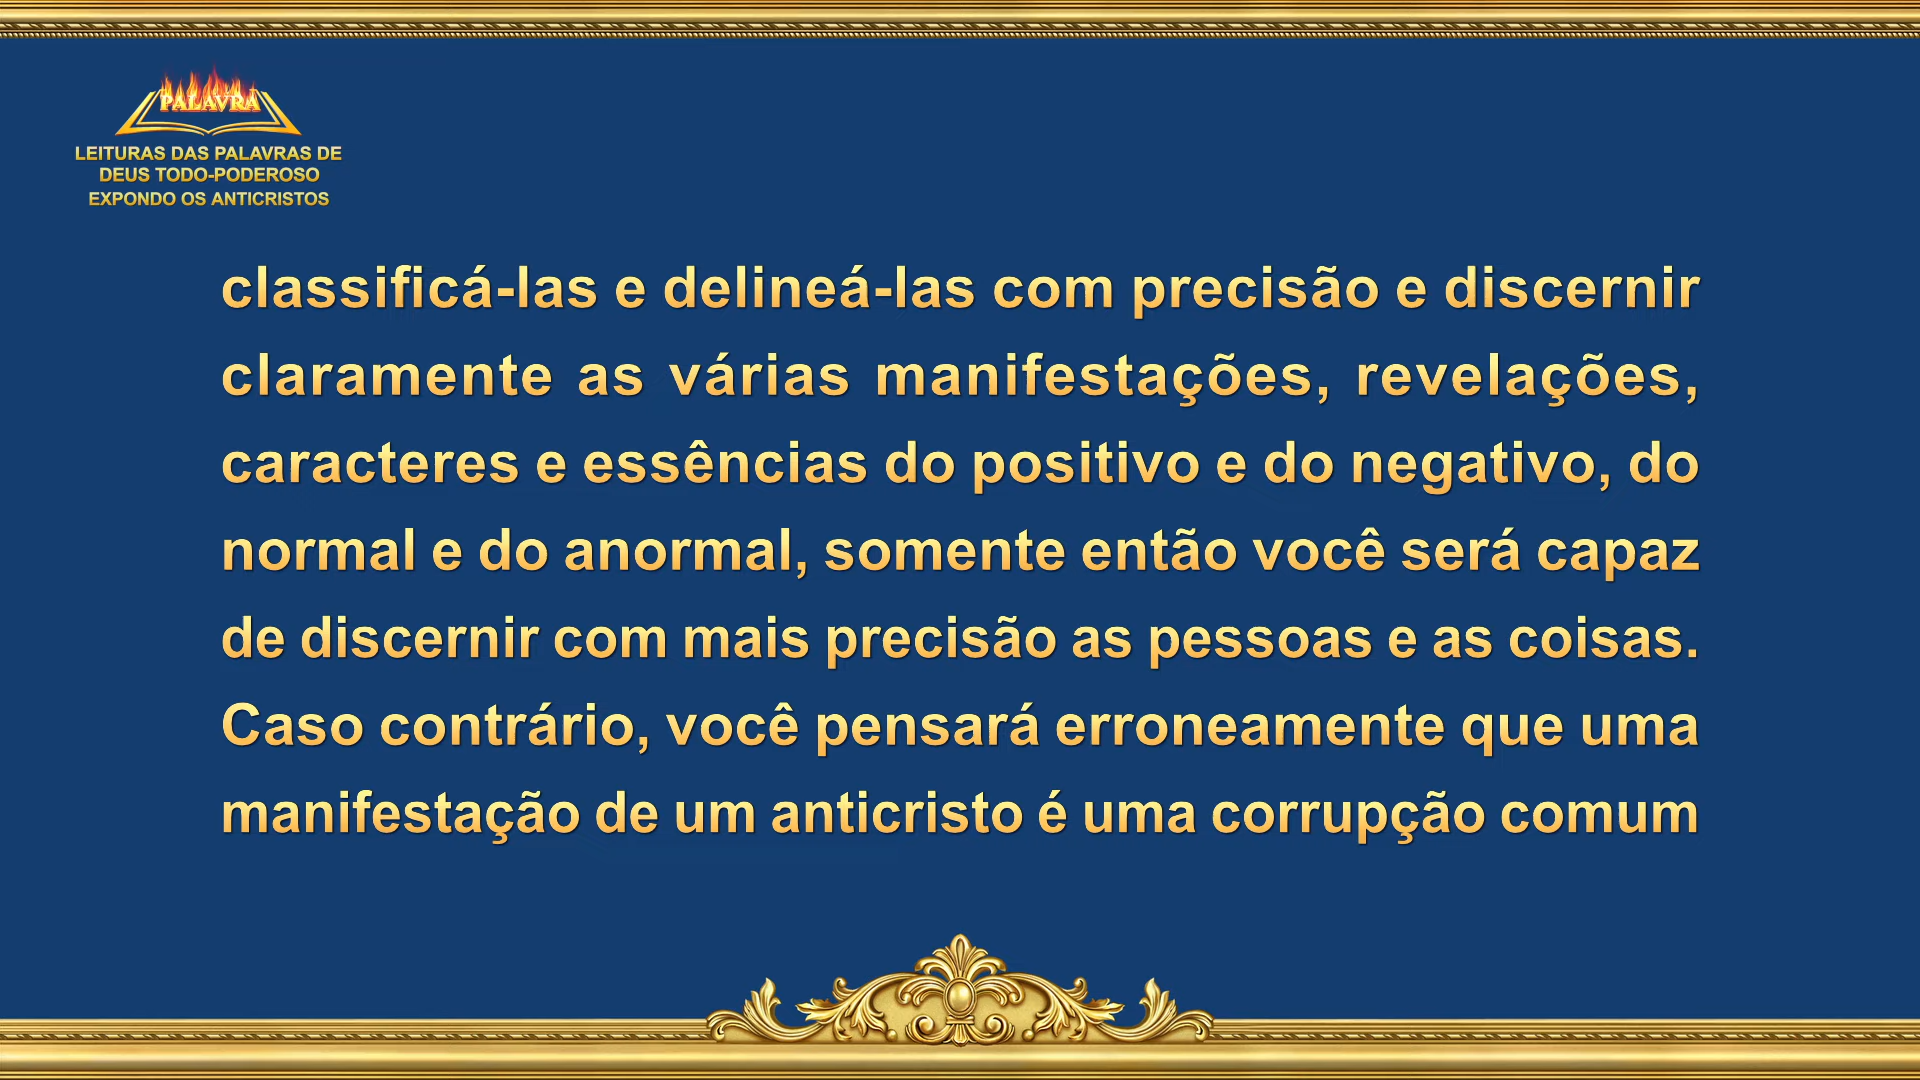 PALAVRA
LEITURAS DAS PALAVRAS DE
DEUS TODO-PODEROSO
EXPONDO OS ANTICRISTOS
classificá-las e delineá-las com precisão e discernir
claramente as várias manifestações, revelações,
caracteres e essências do positivo e do negativo, do
normal e do anormal, somente então você será capaz
de discernir com mais precisão as pessoas e as coisas.
Caso contrário, você pensará erroneamente que uma
manifestação de um anticristo é uma corrupção comum